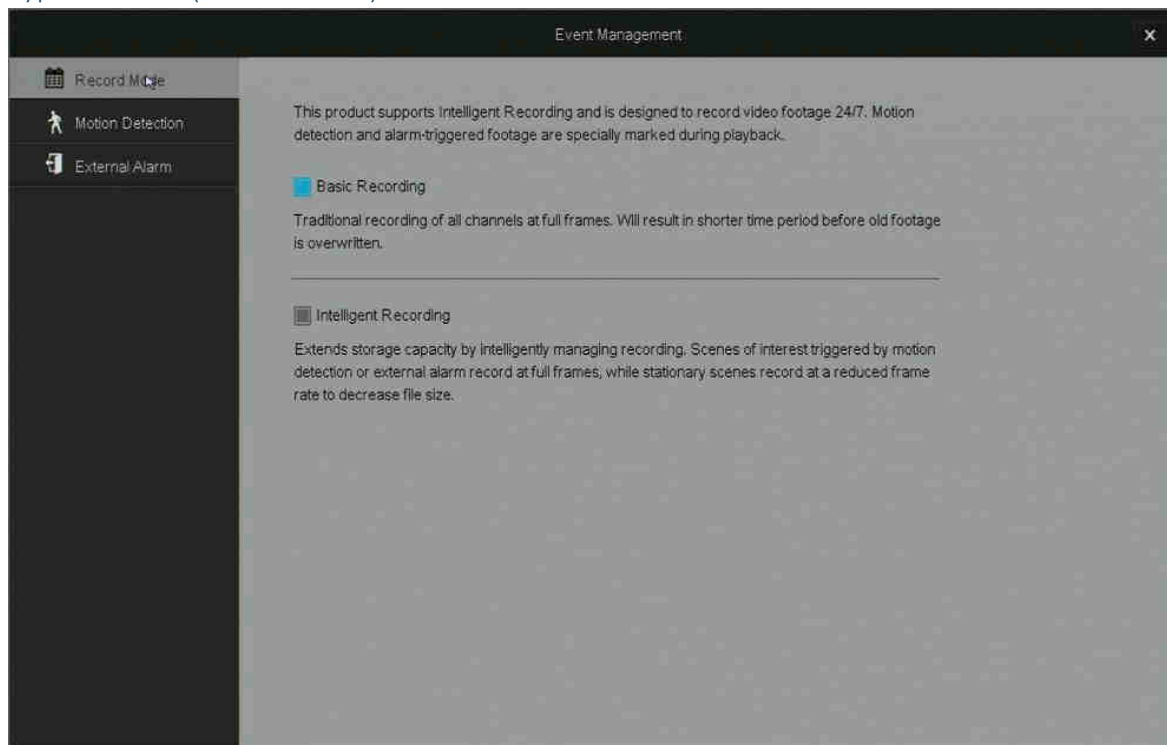 Event Management
X
Record Mode
Motion Detection
External Alarm
This product supports Intelligent Recording and is designed to record video footage 24/7. Motion
detection and alarm-triggered footage are specially marked during playback.
Basic Recording
Traditional recording of all channels at full frames. Will result in shorter time period before old footage
is overwritten.
Intelligent Recording
Extends storage capacity by intelligently managing recording. Scenes of interest triggered by motion
detection or external alarm record at full frames, while stationary scenes record at a reduced frame
rate to decrease file size.